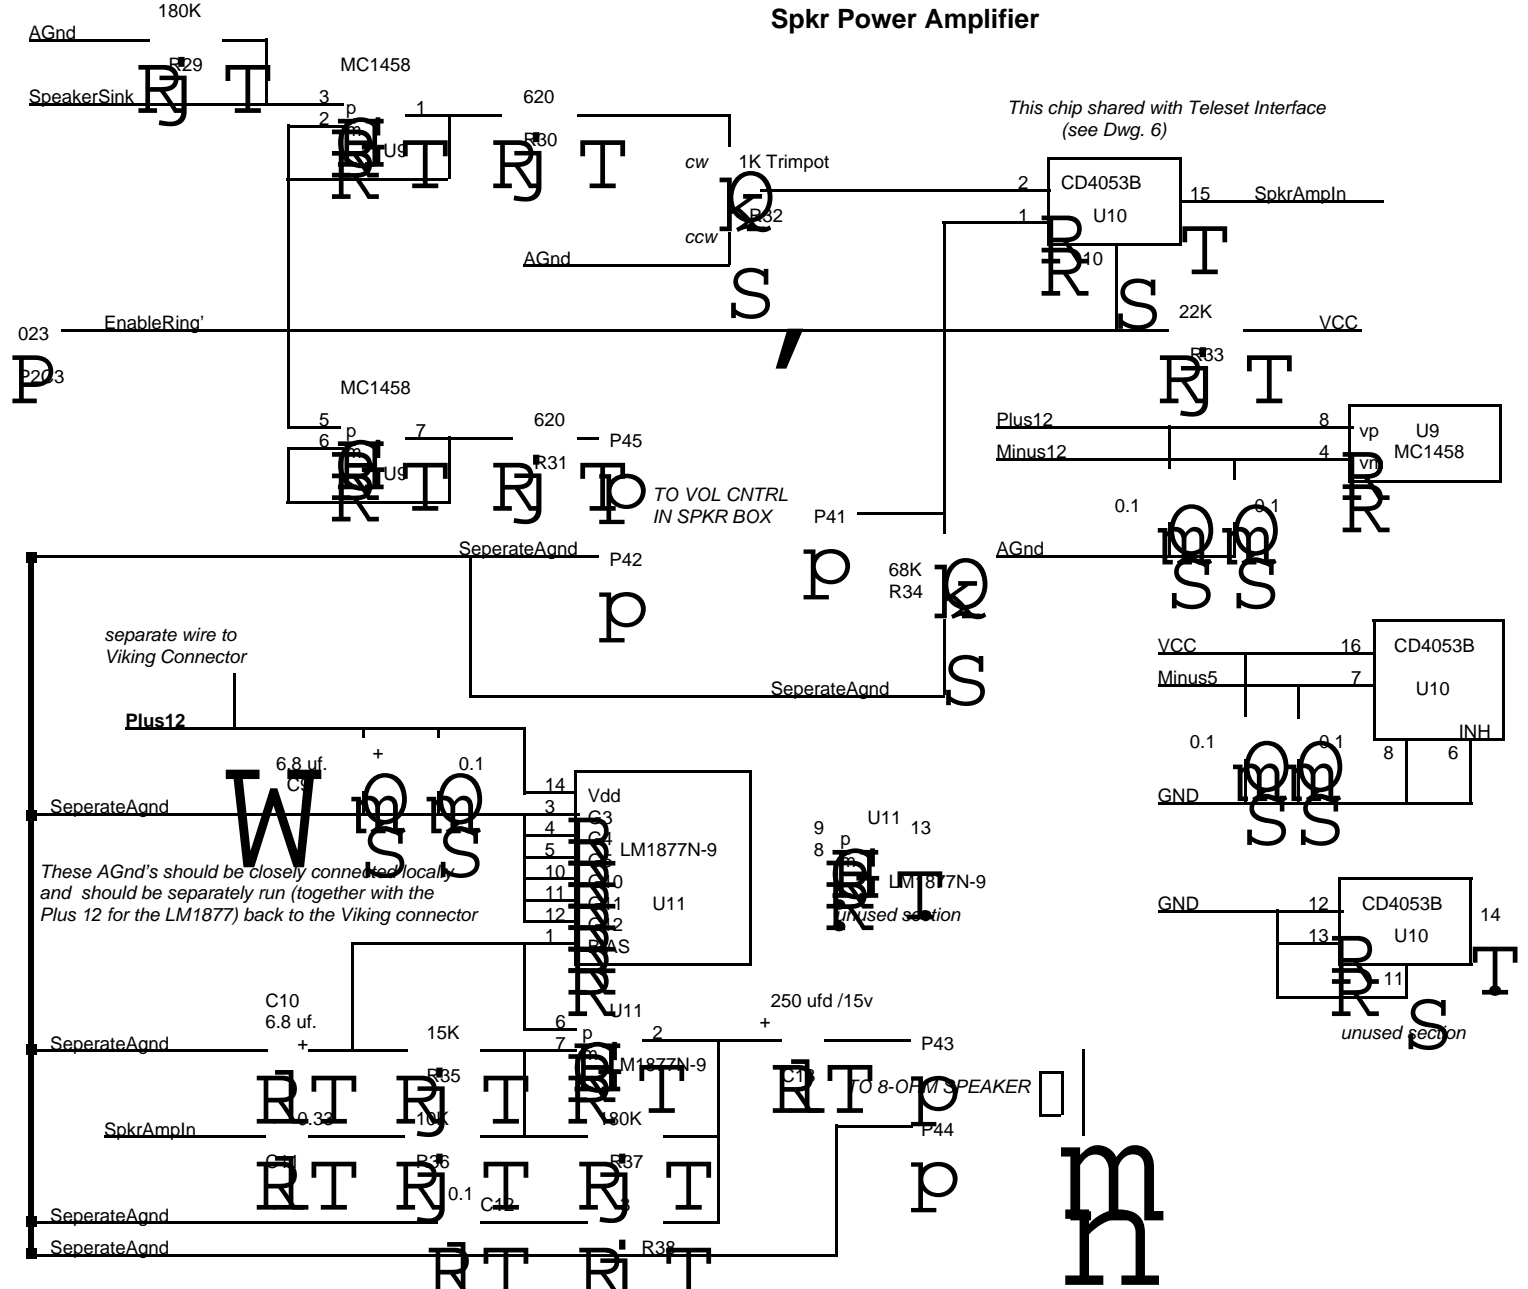 Spkr Power Amplifier
180K
AGnd
R29
SpeakerSink
MC1458
3
p
1
2
m
U9
620
R30
cw
1K Trimpot
R32
ccw
AGnd
This chip shared with Teleset Interface
(see Dwg. 6)
2
CD4053B
15
SpkrAmpIn
1
U10
023
EnableRing'
P2C3
22K
VCC
R33
MC1458
5
p
7
6
m
U9
620
P45
R31
TO VOL CNTRL
IN SPKR BOX
P41
Plus12
8
vp
U9
Minus12
4
vn
MC1458
0.1
0.1
AGnd
SeperateAgnd
P42
68K
R34
SeperateAgnd
separate wire to
Viking Connector
Plus12
6.8 uf.
C9
+
0.1
SeperateAgnd
These AGnd's should be closely connected locally
and  should be separately run (together with the
Plus 12 for the LM1877) back to the Viking connector
14
Vdd
3
G3
4
G4
5
10
11
12
1
BIAS
LM1877N-9
U11
U11
9
p
13
8
m
LM1877N-9
unused section
VCC
16
CD4053B
Minus5
7
U10
INH
0.1
0.1
8
6
GND
GND
12
CD4053B
14
13
U10
11
unused section
C10
6.8 uf.
+
SeperateAgnd
15K
R35
U11
6
p
2
7
m
LM1877N-9
250 ufd /15v
+
C13
P43
TO 8-OHM SPEAKER
P44
SpkrAmpIn
0.33
C11
10K
R36
180K
R37
0.1
C12
3
R38
SeperateAgnd
SeperateAgnd